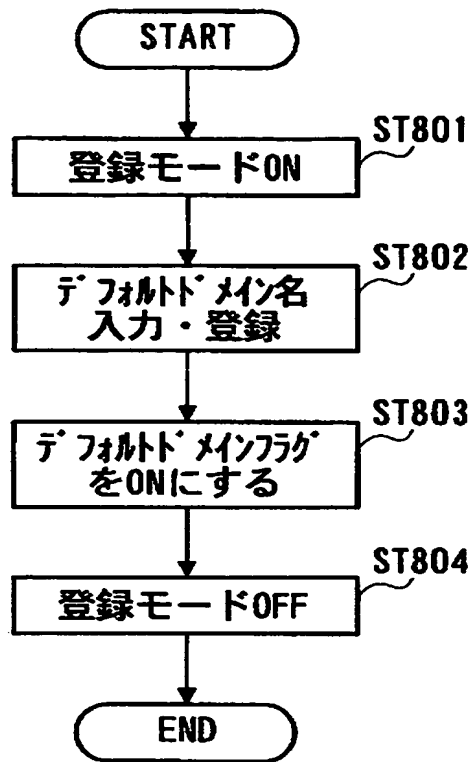 START
ST801
登録モードON
ST802
ﾃﾞﾌｫﾙﾄﾄﾞﾒｲﾝ名
入力・登録
ST803
ﾃﾞﾌｫﾙﾄﾄﾞﾒｲﾝﾌﾗｸﾞ
をONにする
ST804
登録モードOFF
END